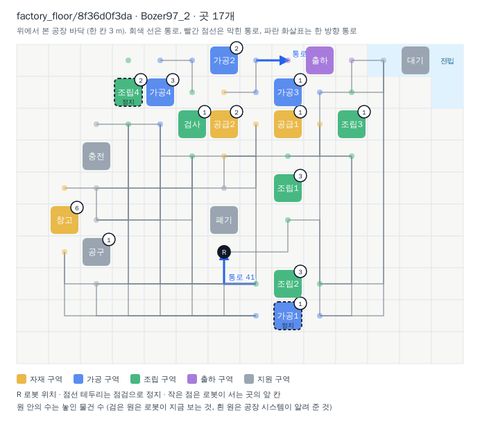 factory_floor/8f36d0f3da · Bozer97_2 · 곳 17개
위에서 본 공장 바닥 (한 칸 3 m). 회색 선은 통로, 빨간 점선은 막힌 통로, 파란 화살표는 한 방향 통로
가공2 2 통로 출하 대기 진입
조립4 2 정지 가공4 3 가공3 1
검사 1 공급2 2 공급1 1 조립3 1
충전
조립1 3
창고 6 폐기
공구 1 R
통로 41
조립2 3
가공1 1 정지
자재 구역 가공 구역 조립 구역 출하 구역 지원 구역
R 로봇 위치 · 점선 테두리는 점검으로 정지 · 작은 점은 로봇이 서는 곳의 앞 칸
원 안의 수는 놓인 물건 수 (검은 원은 로봇이 지금 보는 것, 흰 원은 공장 시스템이 알려 준 것)